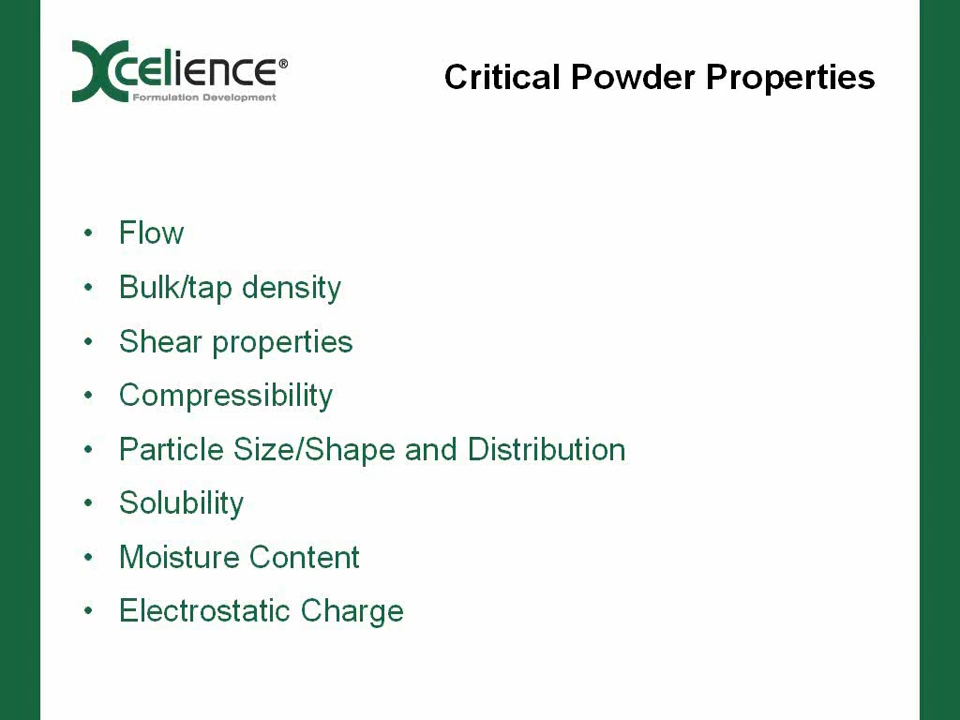 Xcelience®
Formulation Development
Critical Powder Properties
• Flow
• Bulk/tap density
• Shear properties
• Compressibility
• Particle Size/Shape and Distribution
• Solubility
• Moisture Content
• Electrostatic Charge